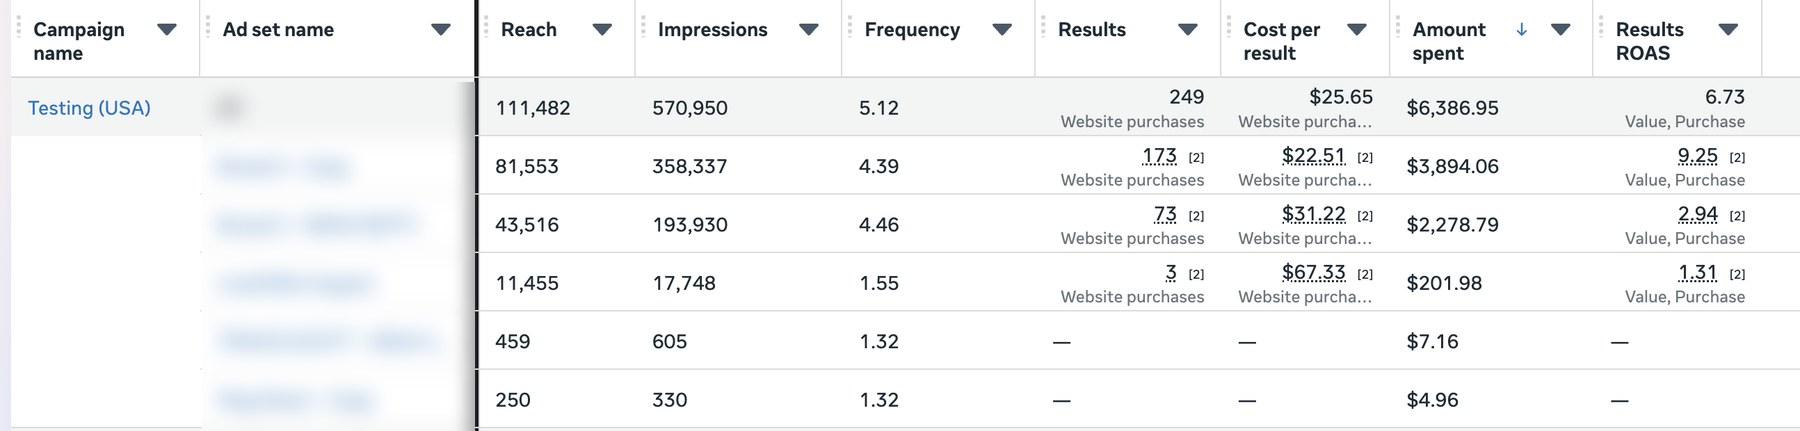 Campaign name Ad set name Reach Impressions Frequency Results Cost per result Amount spent ↓ Results ROAS
Testing (USA) 111,482 570,950 5.12 249 $25.65 $6,386.95 6.73
Website purchases Website purcha... Value, Purchase
81,553 358,337 4.39 173 [2] $22.51 [2] $3,894.06 9.25 [2]
Website purchases Website purcha... Value, Purchase
43,516 193,930 4.46 73 [2] $31.22 [2] $2,278.79 2.94 [2]
Website purchases Website purcha... Value, Purchase
11,455 17,748 1.55 3 [2] $67.33 [2] $201.98 1.31 [2]
Website purchases Website purcha... Value, Purchase
459 605 1.32 — — $7.16 —
250 330 1.32 — — $4.96 —